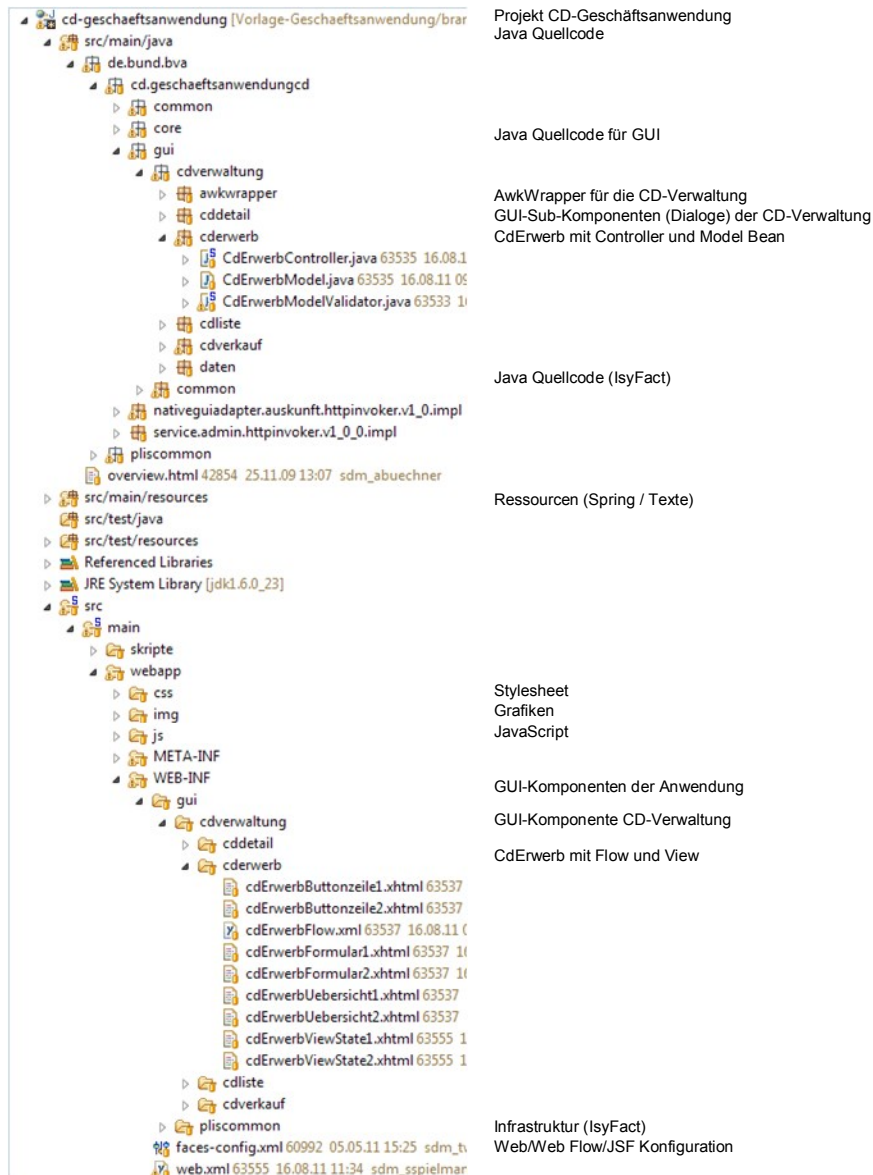 cd-geschaeftsanwendung [Vorlage-Geschaeftsanwendung/brar Projekt CD-Geschäftsanwendung
src/main/java Java Quellcode
de.bund.bva
cd.geschaeftsanwendungcd
common
core Java Quellcode für GUI
gui
cdverwaltung
awkwrapper AwkWrapper für die CD-Verwaltung
cddetail GUI-Sub-Komponenten (Dialoge) der CD-Verwaltung
cderwerb CdErwerb mit Controller und Model Bean
CdErwerbController.java 63535 16.08.1
CdErwerbModel.java 63535 16.08.11 09
CdErwerbModelValidator.java 63533 1
cdliste
cdverkauf
daten Java Quellcode (IsyFact)
common
nativeguiadapter.auskunft.httpinvoker.v1_0.impl
service.admin.httpinvoker.v1_0_0.impl
pliscommon
overview.html 42854 25.11.09 13:07 sdm_abuechner
src/main/resources Ressourcen (Spring / Texte)
src/test/java
src/test/resources
Referenced Libraries
JRE System Library [jdk1.6.0_23]
src
main
skripte
webapp
css Stylesheet
img Grafiken
js JavaScript
META-INF
WEB-INF GUI-Komponenten der Anwendung
gui
cdverwaltung GUI-Komponente CD-Verwaltung
cddetail
cderwerb CdErwerb mit Flow und View
cdErwerbButtonzeile1.xhtml 63537
cdErwerbButtonzeile2.xhtml 63537
cdErwerbFlow.xml 63537 16.08.11 0
cdErwerbFormular1.xhtml 63537 16
cdErwerbFormular2.xhtml 63537 16
cdErwerbUebersicht1.xhtml 63537
cdErwerbUebersicht2.xhtml 63537
cdErwerbViewState1.xhtml 63555 1
cdErwerbViewState2.xhtml 63555 1
cdliste
cdverkauf
pliscommon Infrastruktur (IsyFact)
faces-config.xml 60992 05.05.11 15:25 sdm_tv Web/Web Flow/JSF Konfiguration
web.xml 63555 16.08.11 11:34 sdm_sspielmar